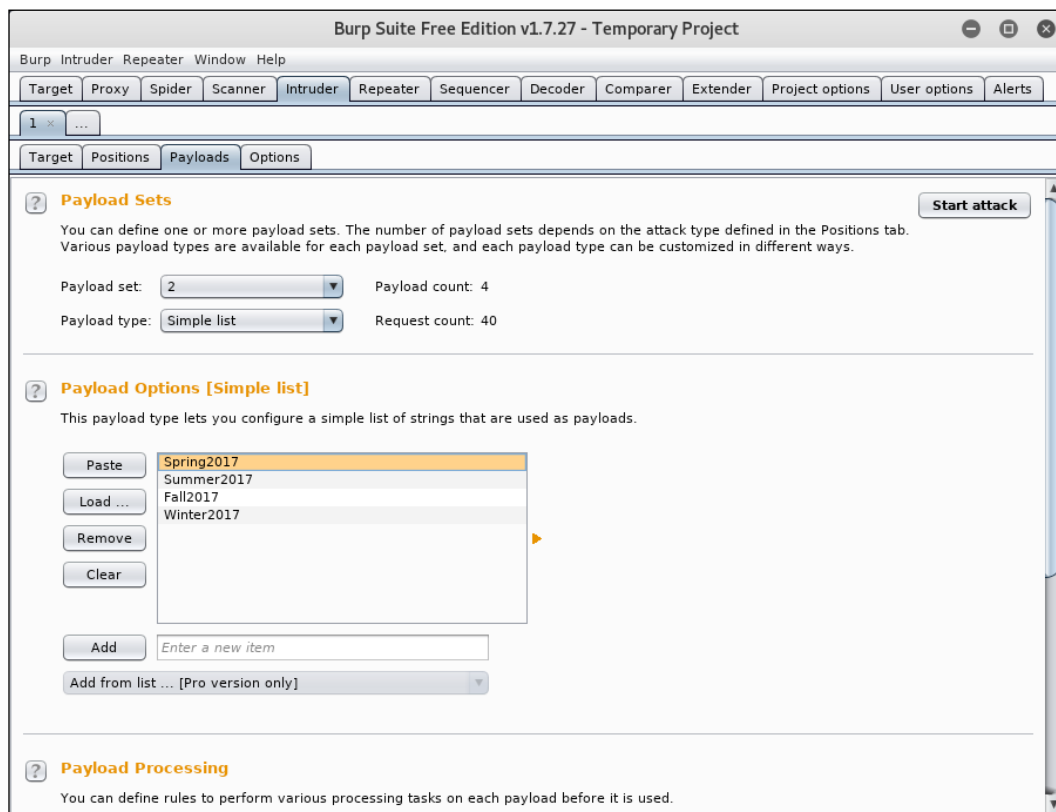 Burp Suite Free Edition v1.7.27 - Temporary Project
Burp Intruder Repeater Window Help
Target Proxy Spider Scanner Intruder Repeater Sequencer Decoder Comparer Extender Project options User options Alerts
1 × ...
Target Positions Payloads Options
? Payload Sets Start attack
You can define one or more payload sets. The number of payload sets depends on the attack type defined in the Positions tab.
Various payload types are available for each payload set, and each payload type can be customized in different ways.
Payload set: 2 Payload count: 4
Payload type: Simple list Request count: 40
? Payload Options [Simple list]
This payload type lets you configure a simple list of strings that are used as payloads.
Paste Spring2017
Summer2017
Load ... Fall2017
Winter2017
Remove
Clear
Add Enter a new item
Add from list ... [Pro version only]
? Payload Processing
You can define rules to perform various processing tasks on each payload before it is used.